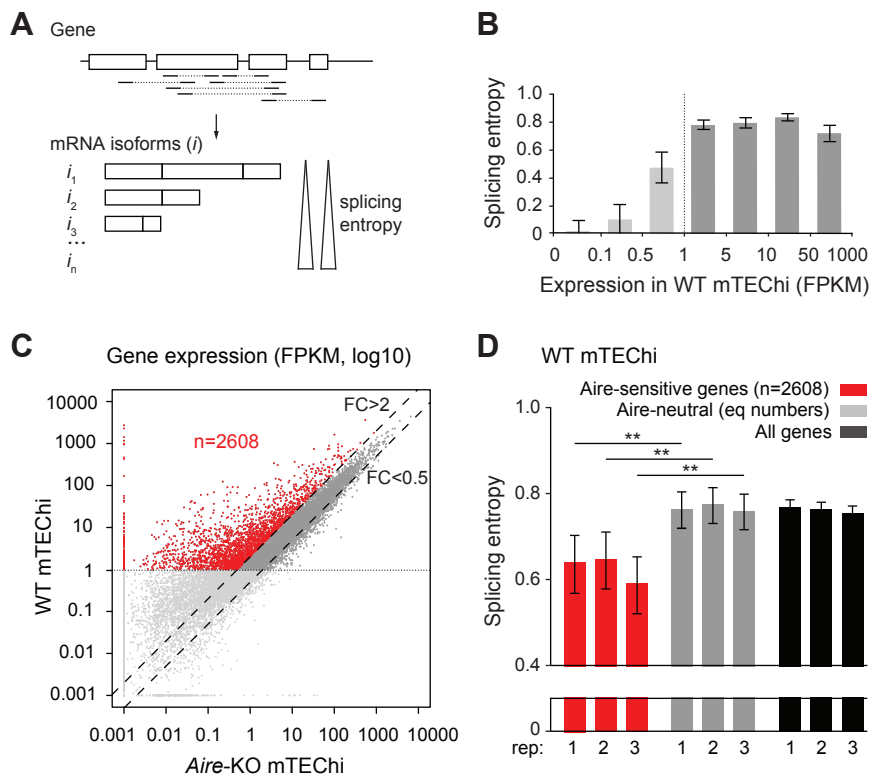 A
Gene
mRNA isoforms (i)
i1
i2
i3
...
in
splicing
entropy
B
Splicing entropy
1.0
0.8
0.6
0.4
0.2
0
0 0.1 0.5 1 5 10 50 1000
Expression in WT mTEChi (FPKM)
C
Gene expression (FPKM, log10)
WT mTEChi
10000
1000
100
10
1
0.1
0.01
0.001
n=2608
FC>2
FC<0.5
0.001 0.01 0.1 1 10 100 1000 10000
Aire-KO mTEChi
D
WT mTEChi
Aire-sensitive genes (n=2608)
Aire-neutral (eq numbers)
All genes
**
**
**
Splicing entropy
1.0
0.8
0.6
0.4
0
rep: 1 2 3 1 2 3 1 2 3